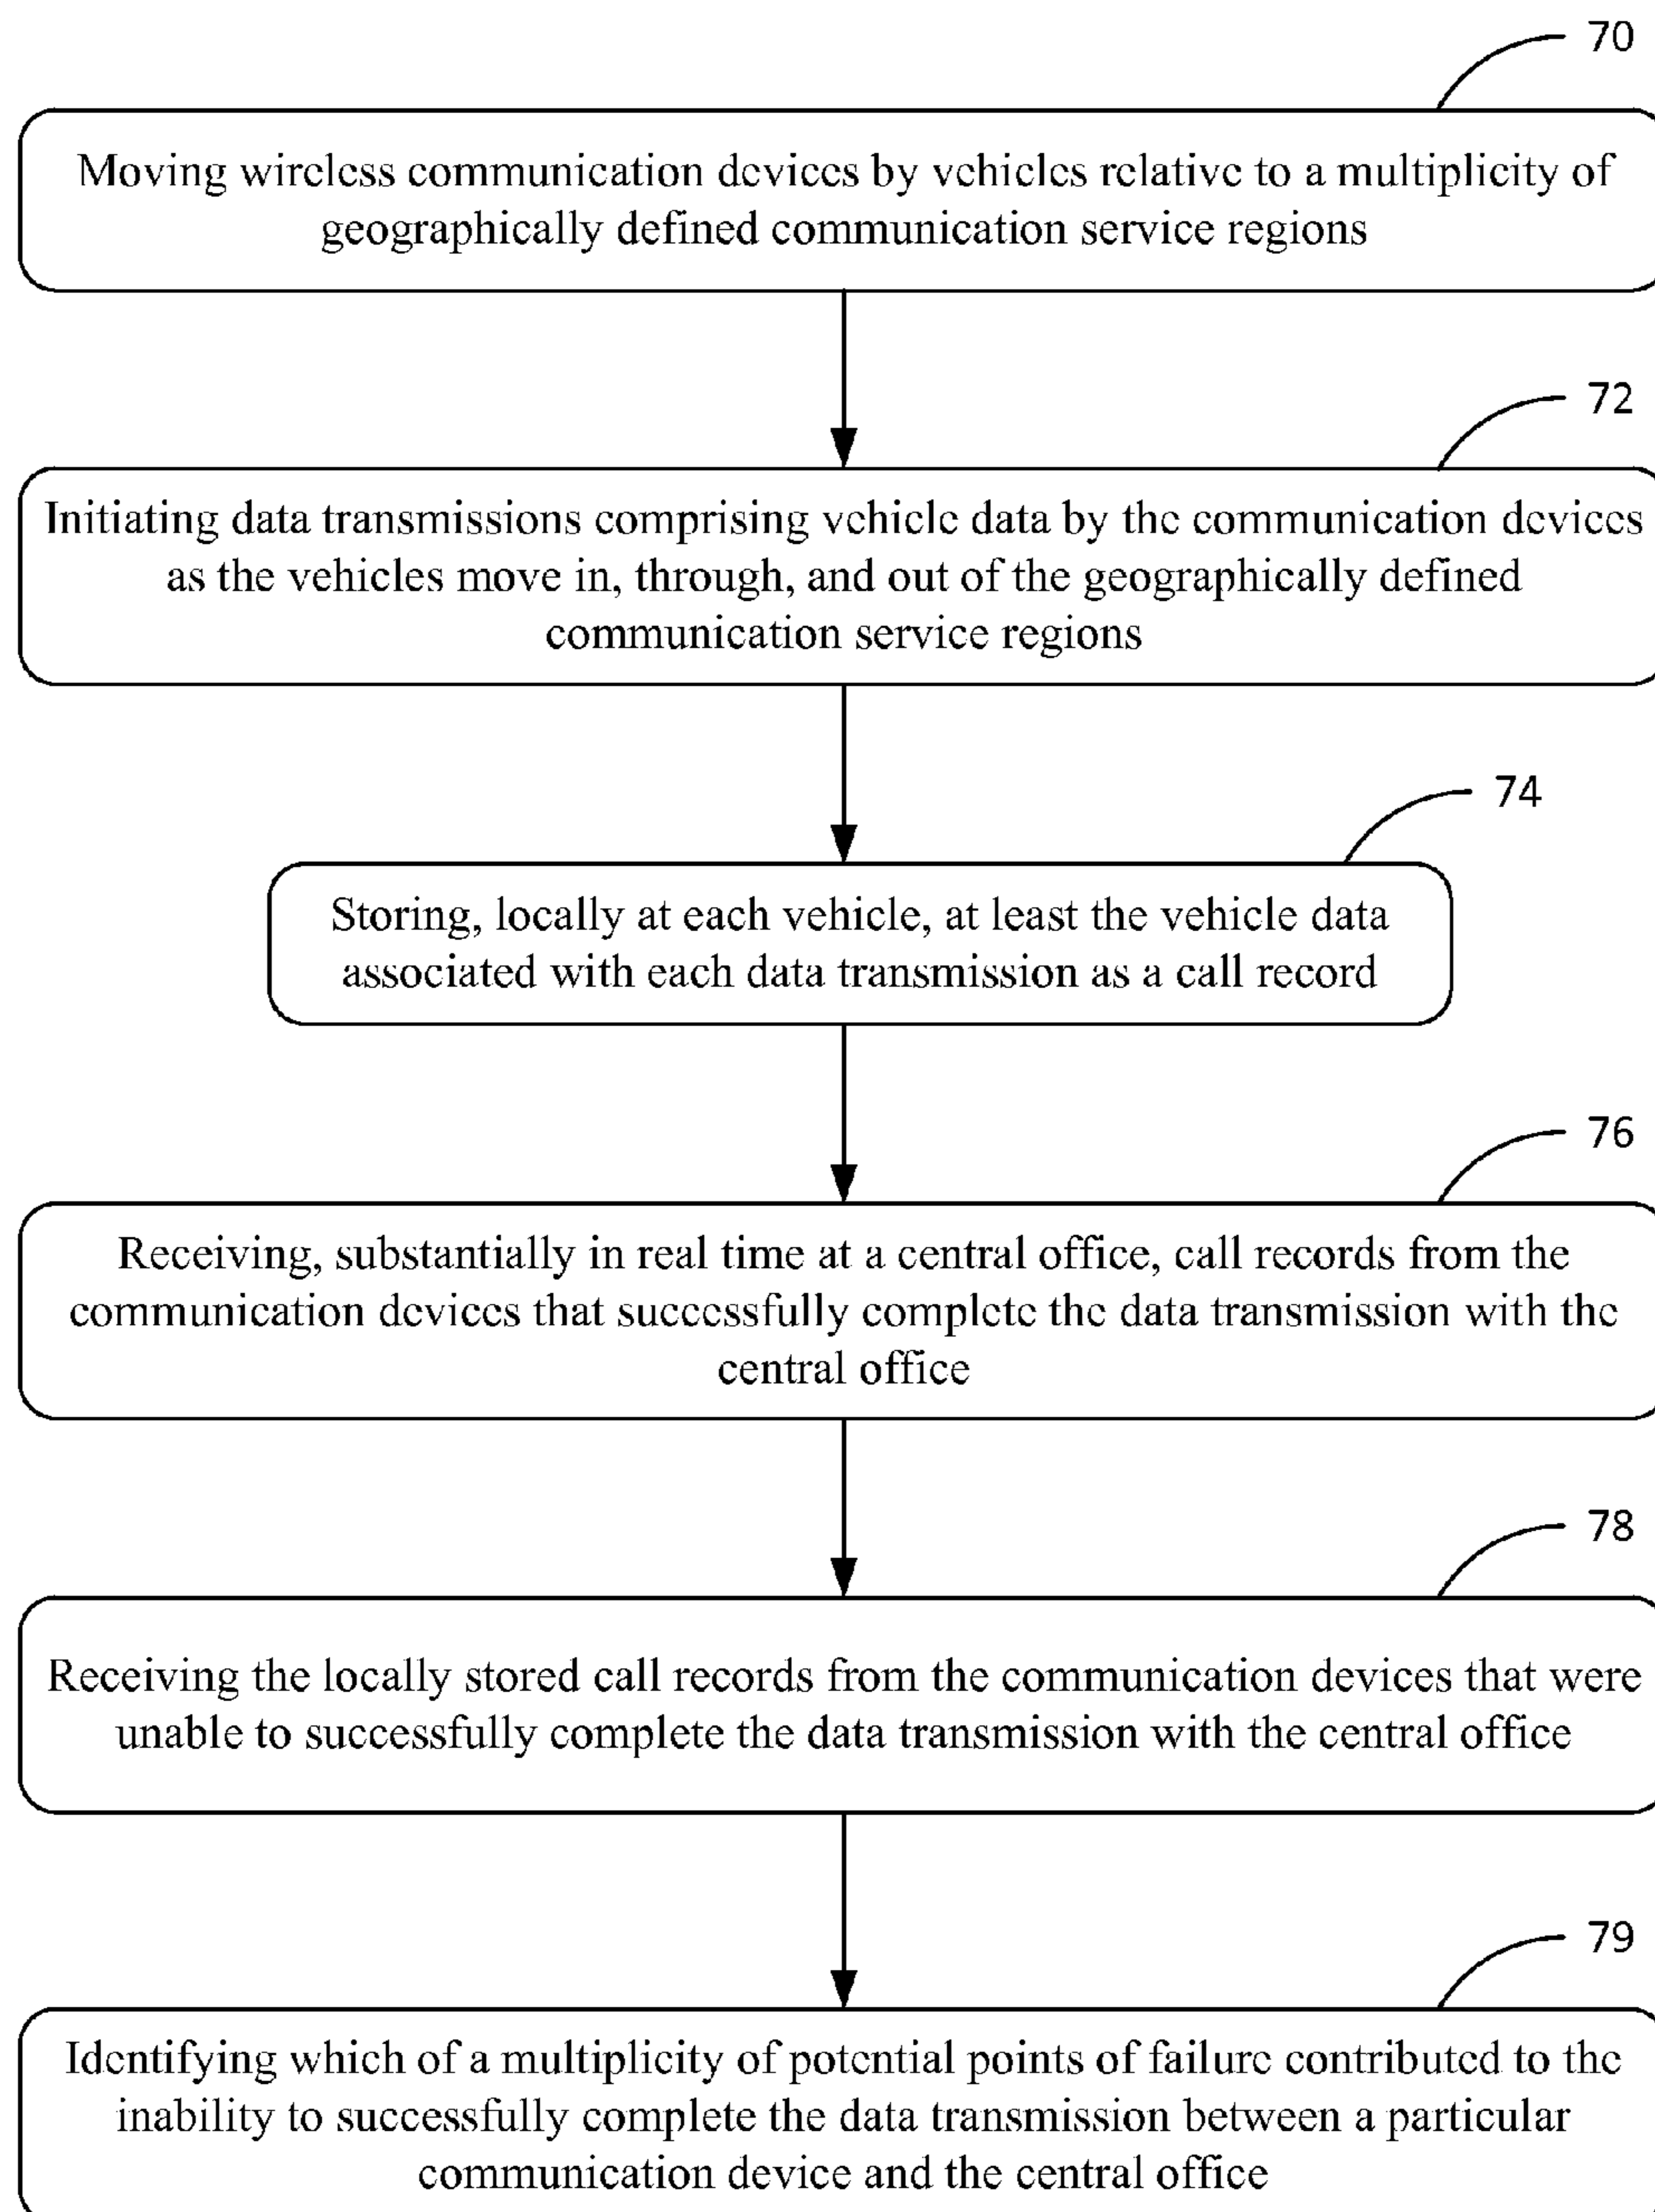 70
Moving wireless communication devices by vehicles relative to a multiplicity of
geographically defined communication service regions
72
Initiating data transmissions comprising vehicle data by the communication devices
as the vehicles move in, through, and out of the geographically defined
communication service regions
74
Storing, locally at each vehicle, at least the vehicle data
associated with each data transmission as a call record
76
Receiving, substantially in real time at a central office, call records from the
communication devices that successfully complete the data transmission with the
central office
78
Receiving the locally stored call records from the communication devices that were
unable to successfully complete the data transmission with the central office
79
Identifying which of a multiplicity of potential points of failure contributed to the
inability to successfully complete the data transmission between a particular
communication device and the central office